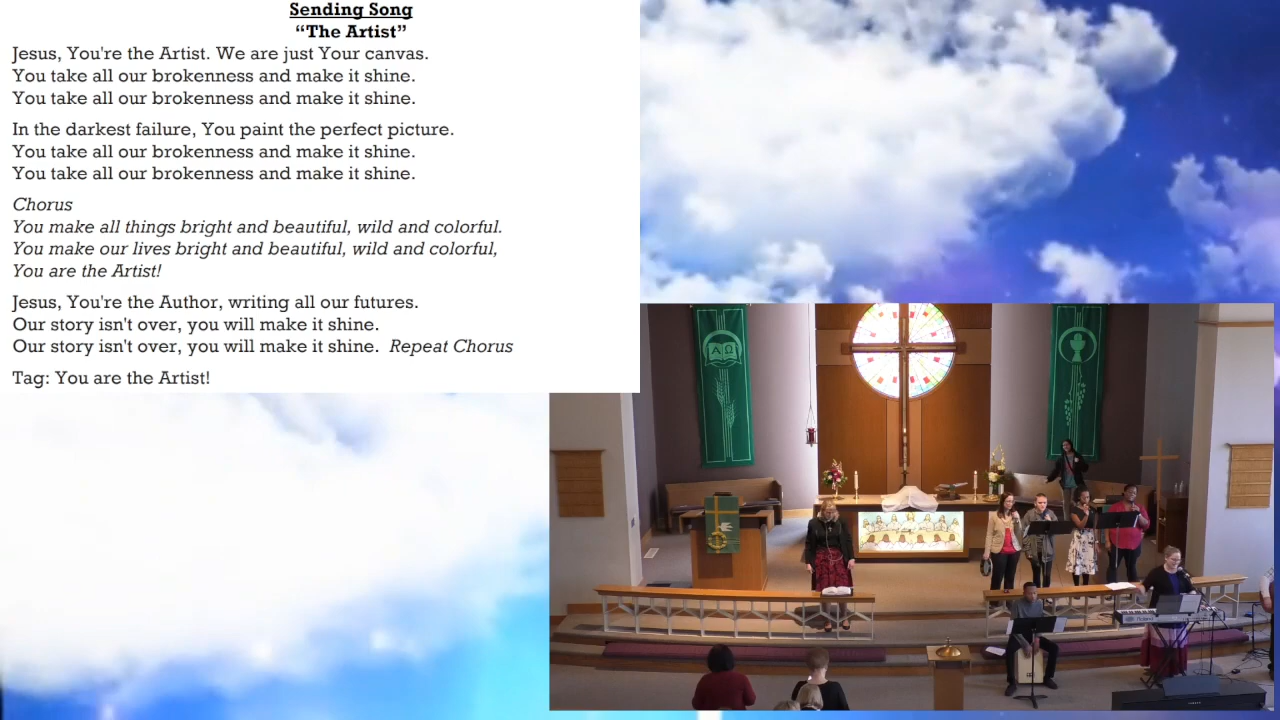 Sending Song
“The Artist”
Jesus, You're the Artist. We are just Your canvas.
You take all our brokenness and make it shine.
You take all our brokenness and make it shine.
In the darkest failure, You paint the perfect picture.
You take all our brokenness and make it shine.
You take all our brokenness and make it shine.
Chorus
You make all things bright and beautiful, wild and colorful.
You make our lives bright and beautiful, wild and colorful,
You are the Artist!
Jesus, You're the Author, writing all our futures.
Our story isn't over, you will make it shine.
Our story isn't over, you will make it shine.  Repeat Chorus
Tag: You are the Artist!
ΑΩ
Roland